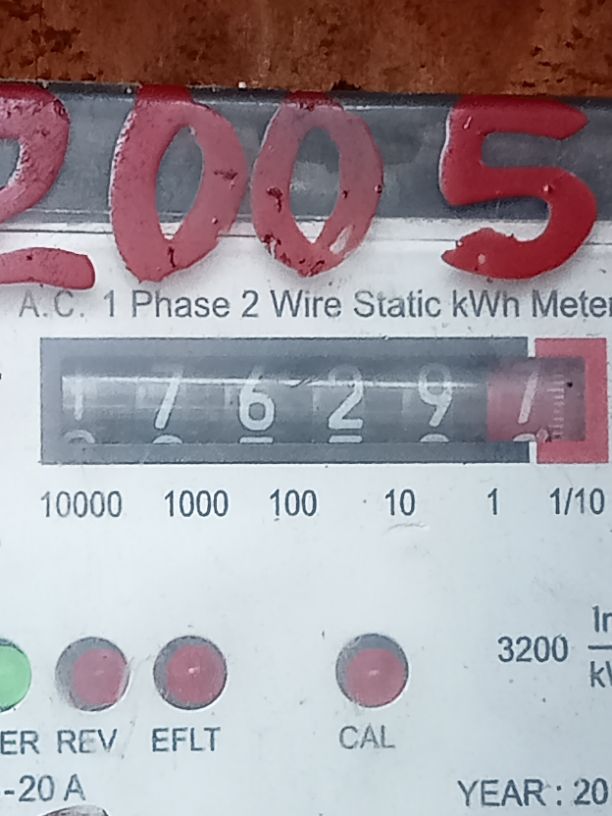 2005
A.C. 1 Phase 2 Wire Static kWh Meter
1 7 6 2 9 7
10000 1000 100 10 1 1/10
3200
ER REV EFLT CAL
-20 A
YEAR : 20